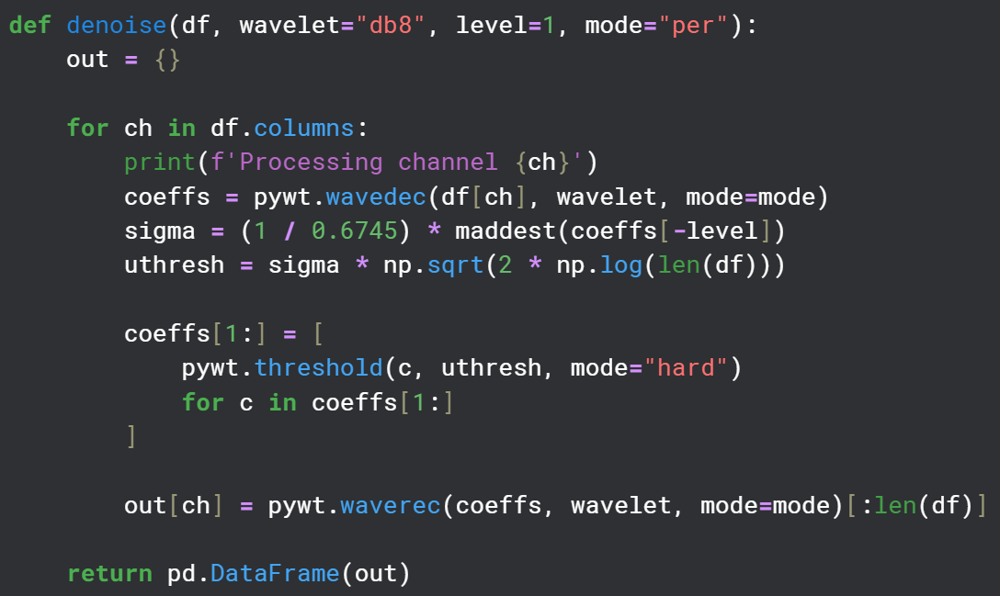 def denoise(df, wavelet="db8", level=1, mode="per"):
    out = {}

    for ch in df.columns:
        print(f'Processing channel {ch}')
        coeffs = pywt.wavedec(df[ch], wavelet, mode=mode)
        sigma = (1 / 0.6745) * maddest(coeffs[-level])
        uthresh = sigma * np.sqrt(2 * np.log(len(df)))

        coeffs[1:] = [
            pywt.threshold(c, uthresh, mode="hard")
            for c in coeffs[1:]
        ]

        out[ch] = pywt.waverec(coeffs, wavelet, mode=mode)[:len(df)]

    return pd.DataFrame(out)